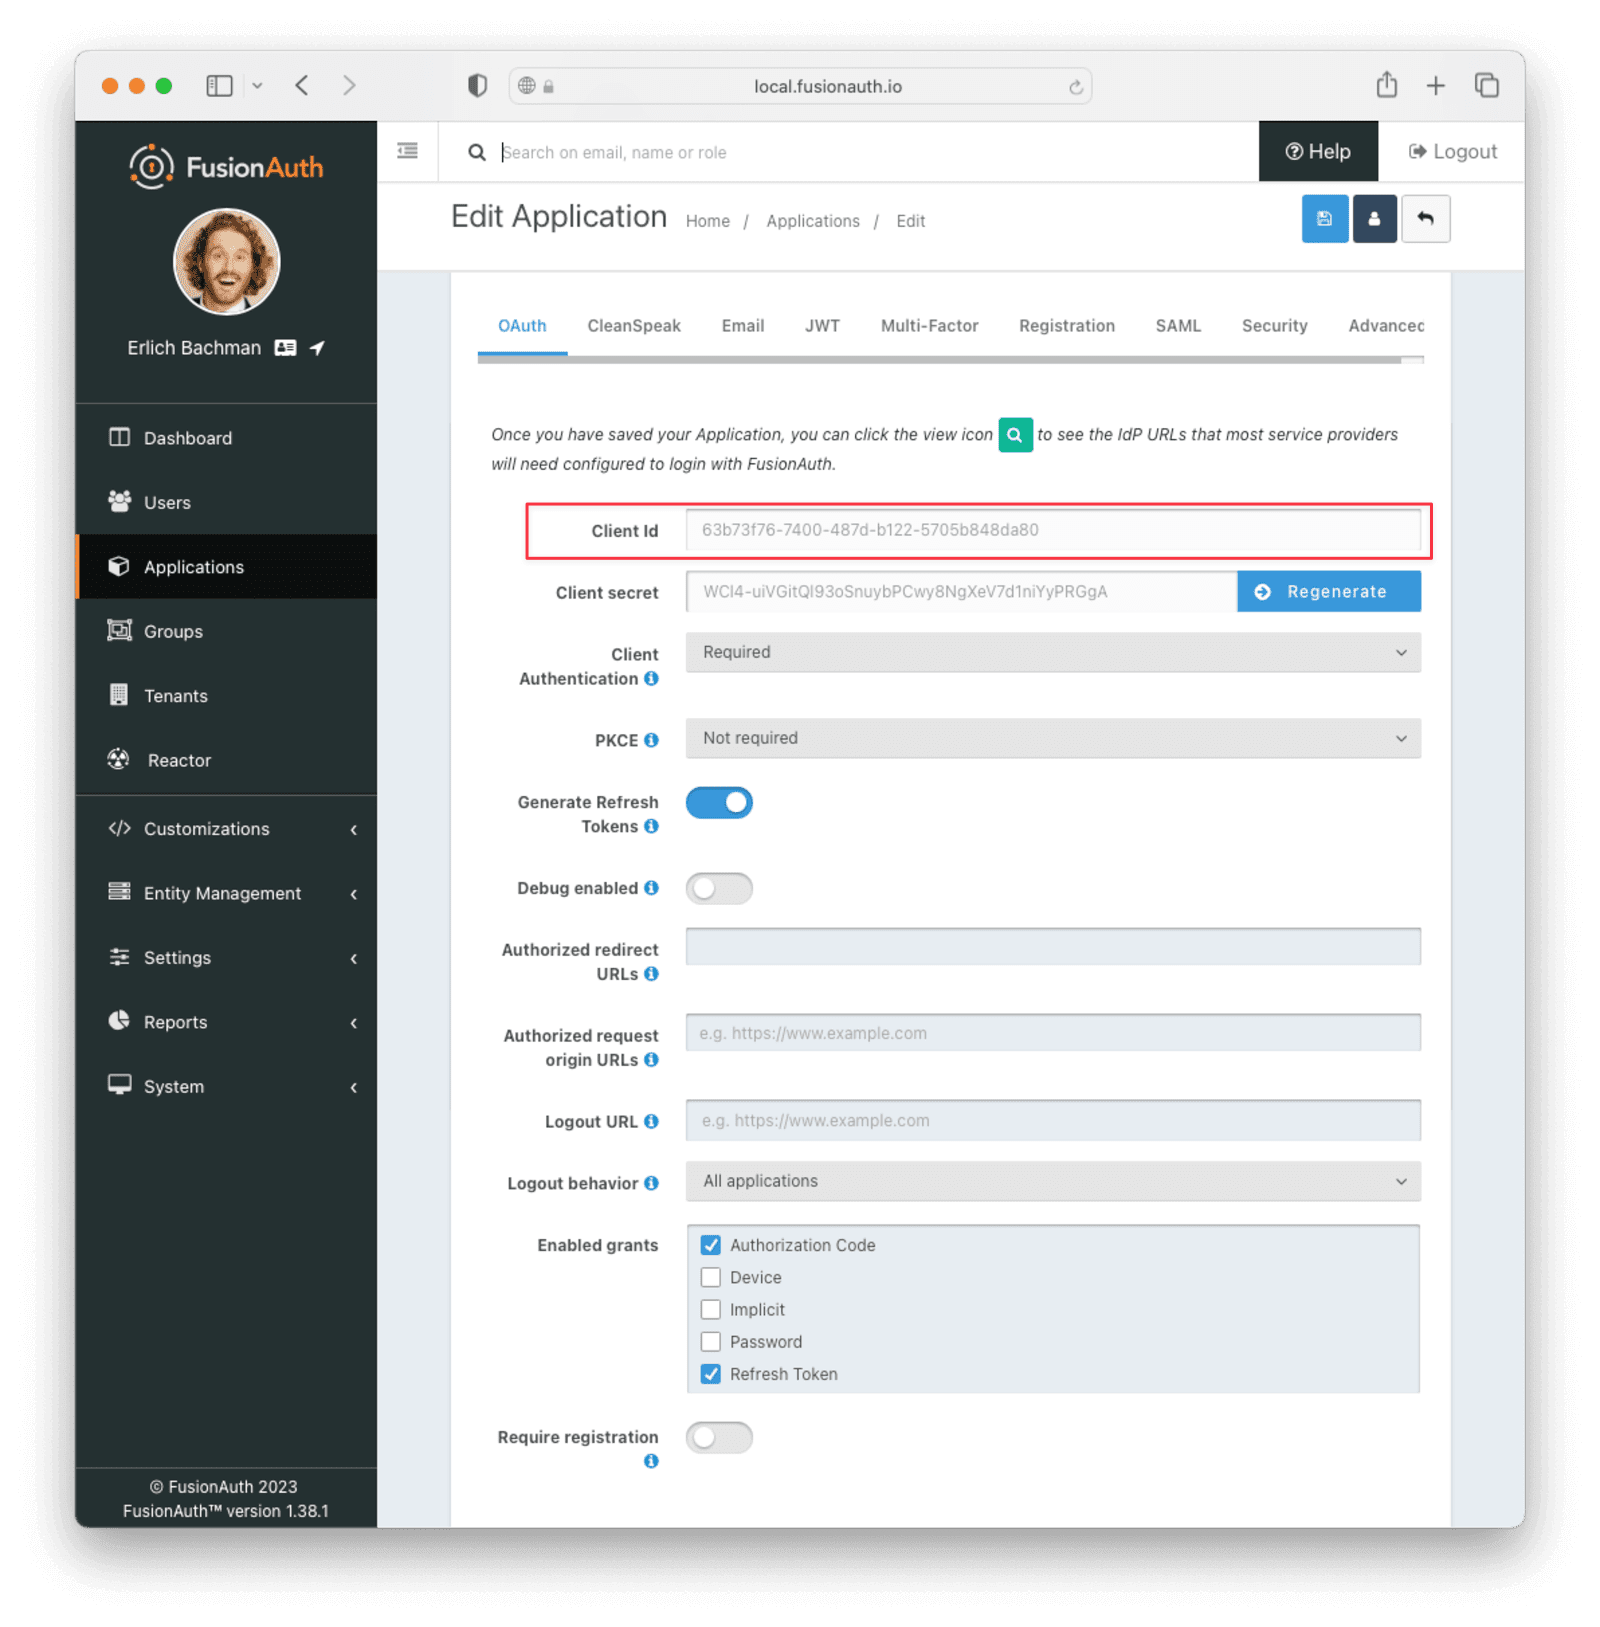 local.fusionauth.io
FusionAuth
Search on email, name or role
Help
Logout
Edit Application
Home / Applications / Edit
Erlich Bachman
Dashboard
Users
Applications
Groups
Tenants
Reactor
Customizations
Entity Management
Settings
Reports
System
© FusionAuth 2023
FusionAuth™ version 1.38.1
OAuth CleanSpeak Email JWT Multi-Factor Registration SAML Security Advanced
Once you have saved your Application, you can click the view icon to see the IdP URLs that most service providers
will need configured to login with FusionAuth.
Client Id 63b73f76-7400-487d-b122-5705b848da80
Client secret WCl4-uiVGitQl93oSnuybPCwy8NgXeV7d1niYyPRGgA Regenerate
Client
Authentication
Required
PKCE Not required
Generate Refresh
Tokens
Debug enabled
Authorized redirect
URLs
Authorized request
origin URLs
e.g. https://www.example.com
Logout URL e.g. https://www.example.com
Logout behavior All applications
Enabled grants
Authorization Code
Device
Implicit
Password
Refresh Token
Require registration